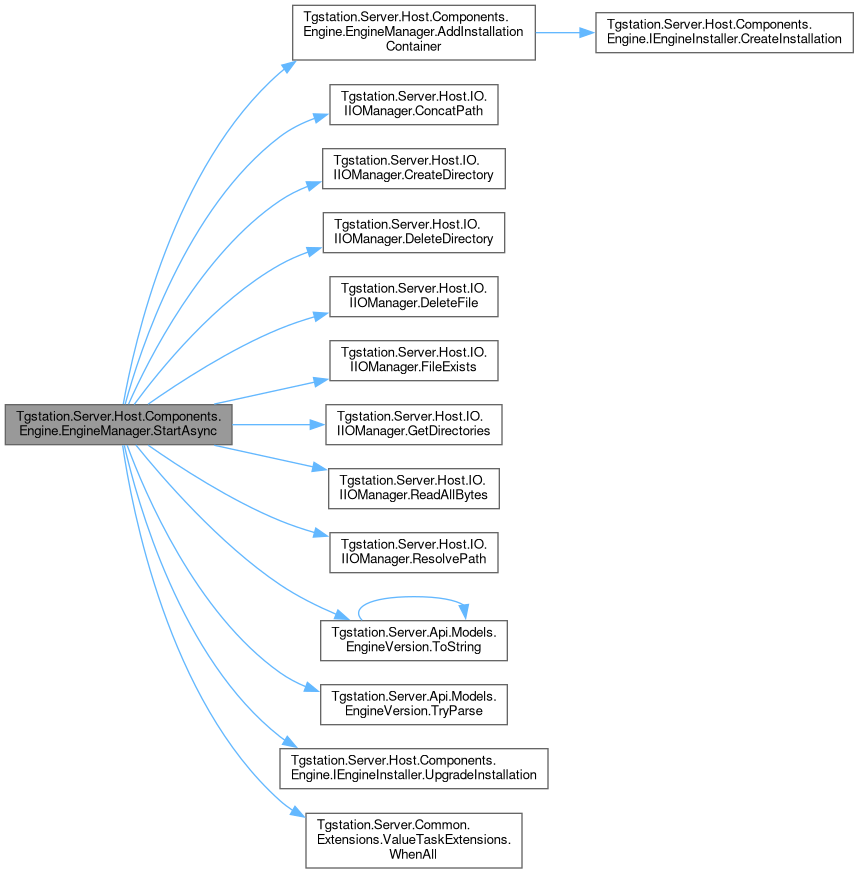 Tgstation.Server.Host.Components.
Engine.EngineManager.AddInstallation
Container
Tgstation.Server.Host.Components.
Engine.IEngineInstaller.CreateInstallation
Tgstation.Server.Host.IO.
IIOManager.ConcatPath
Tgstation.Server.Host.IO.
IIOManager.CreateDirectory
Tgstation.Server.Host.IO.
IIOManager.DeleteDirectory
Tgstation.Server.Host.IO.
IIOManager.DeleteFile
Tgstation.Server.Host.IO.
IIOManager.FileExists
Tgstation.Server.Host.Components.
Engine.EngineManager.StartAsync
Tgstation.Server.Host.IO.
IIOManager.GetDirectories
Tgstation.Server.Host.IO.
IIOManager.ReadAllBytes
Tgstation.Server.Host.IO.
IIOManager.ResolvePath
Tgstation.Server.Api.Models.
EngineVersion.ToString
Tgstation.Server.Api.Models.
EngineVersion.TryParse
Tgstation.Server.Host.Components.
Engine.IEngineInstaller.UpgradeInstallation
Tgstation.Server.Common.
Extensions.ValueTaskExtensions.
WhenAll